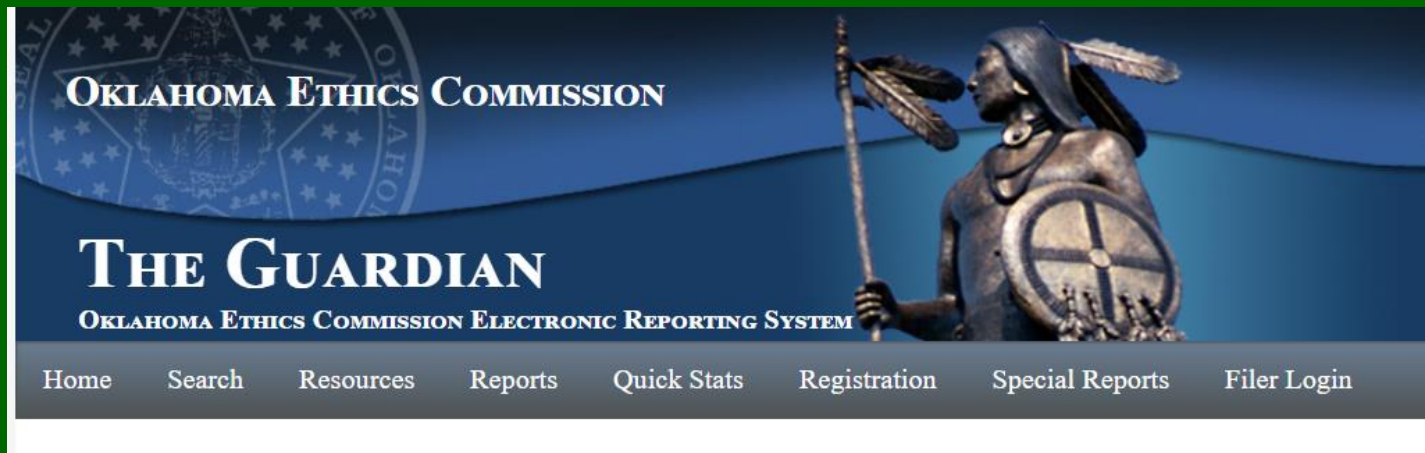 OKLAHOMA ETHICS COMMISSION
THE GUARDIAN
OKLAHOMA ETHICS COMMISSION ELECTRONIC REPORTING SYSTEM
Home Search Resources Reports Quick Stats Registration Special Reports Filer Login